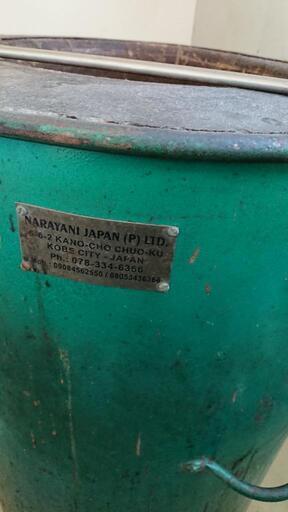 NARAYANI JAPAN (P) LTD.
KANO-CHO CHUO-KU
KOBE CITY - JAPAN
Ph.: 078-334-6356